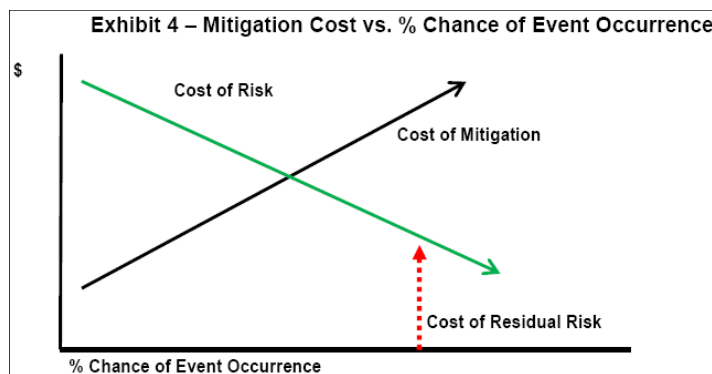 Exhibit 4 – Mitigation Cost vs. % Chance of Event Occurrence
$
Cost of Risk
Cost of Mitigation
Cost of Residual Risk
% Chance of Event Occurrence